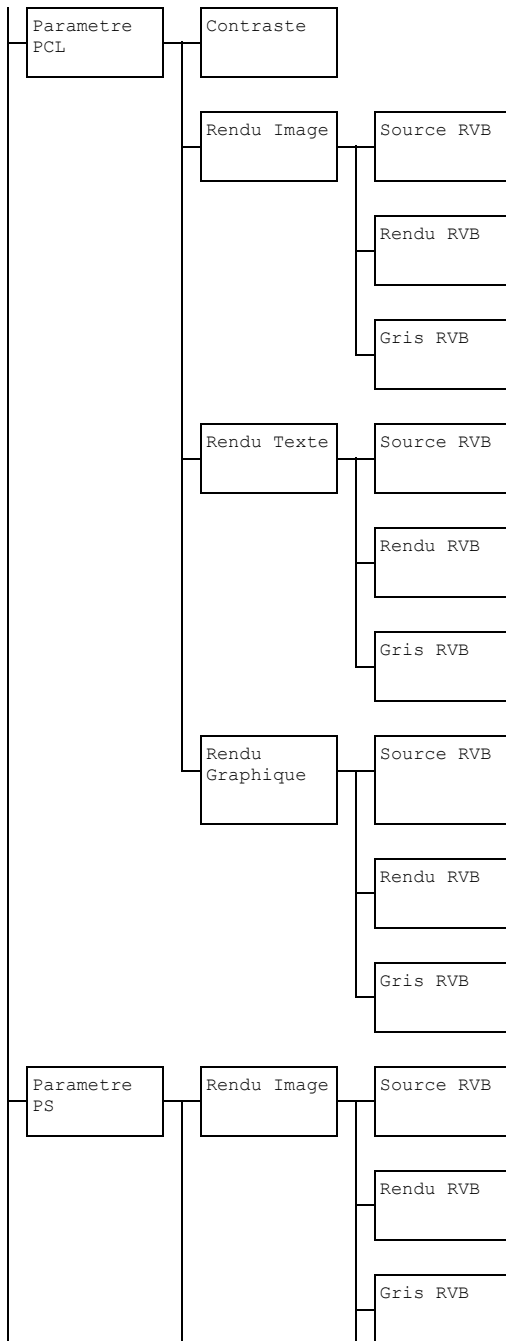 Parametre
PCL
Contraste
Rendu Image
Source RVB
Rendu RVB
Gris RVB
Rendu Texte
Source RVB
Rendu RVB
Gris RVB
Rendu
Graphique
Source RVB
Rendu RVB
Gris RVB
Parametre
PS
Rendu Image
Source RVB
Rendu RVB
Gris RVB